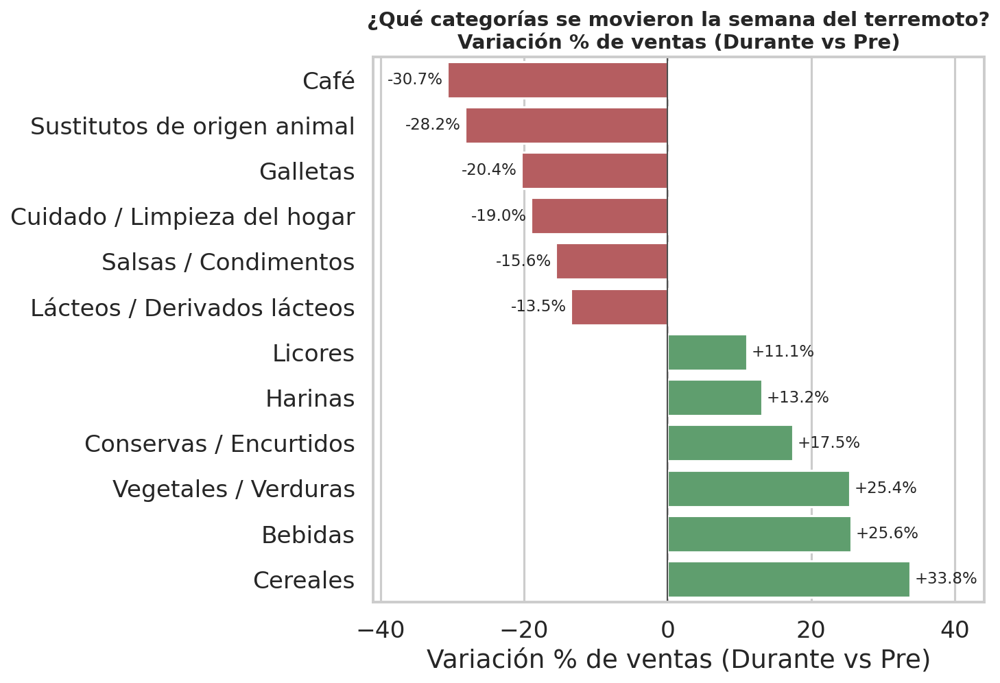 ¿Qué categorías se movieron la semana del terremoto?
Variación % de ventas (Durante vs Pre)
Café -30.7%
Sustitutos de origen animal -28.2%
Galletas -20.4%
Cuidado / Limpieza del hogar -19.0%
Salsas / Condimentos -15.6%
Lácteos / Derivados lácteos -13.5%
Licores +11.1%
Harinas +13.2%
Conservas / Encurtidos +17.5%
Vegetales / Verduras +25.4%
Bebidas +25.6%
Cereales +33.8%
−40 −20 0 20 40
Variación % de ventas (Durante vs Pre)